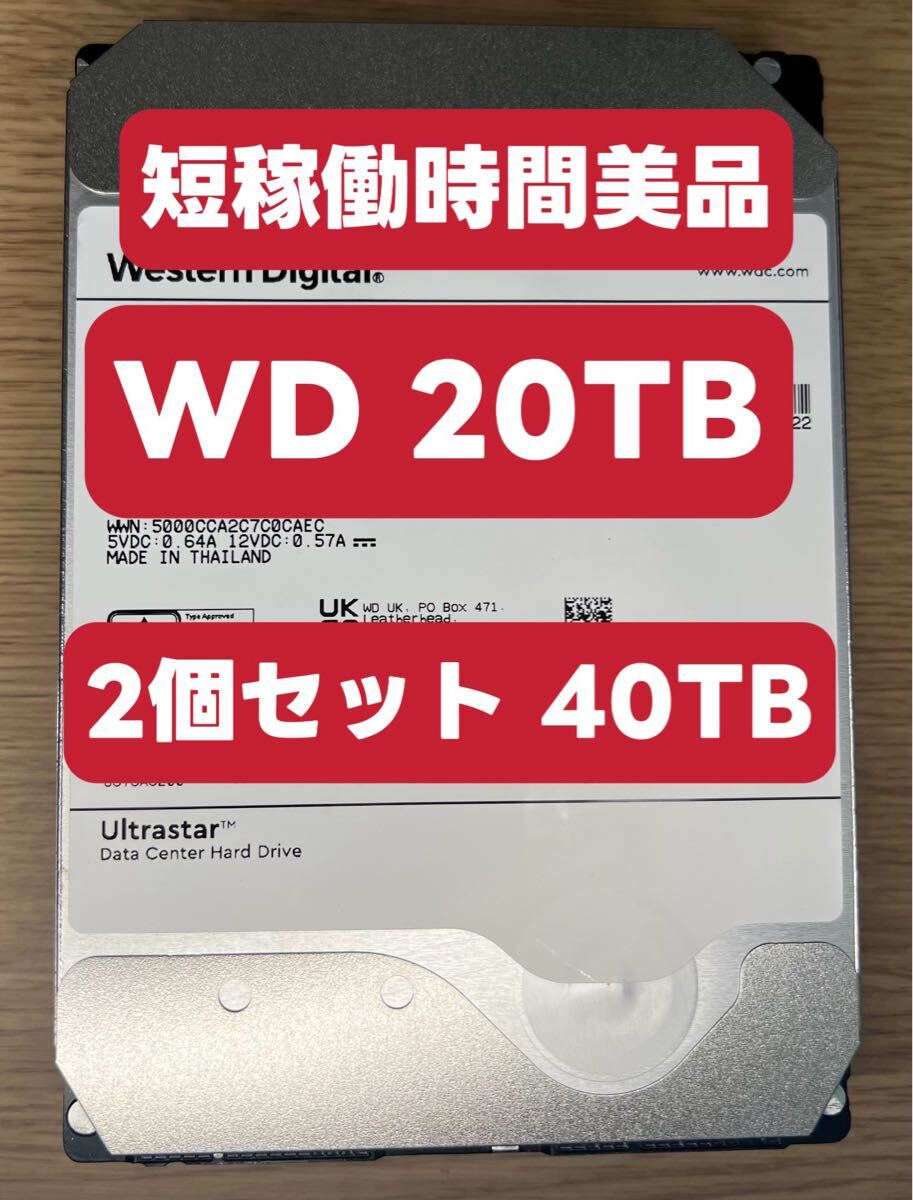 短稼働時間美品
Western Digital®
www.wdc.com
WD 20TB
22
WWN:5000CCA2C7C0CAEC
5VDC:0.64A 12VDC:0.57A
MADE IN THAILAND
Type Approved
UK WD UK, PO Box 471.
Leatherhead,
2個セット 40TB
Ultrastar™
Data Center Hard Drive